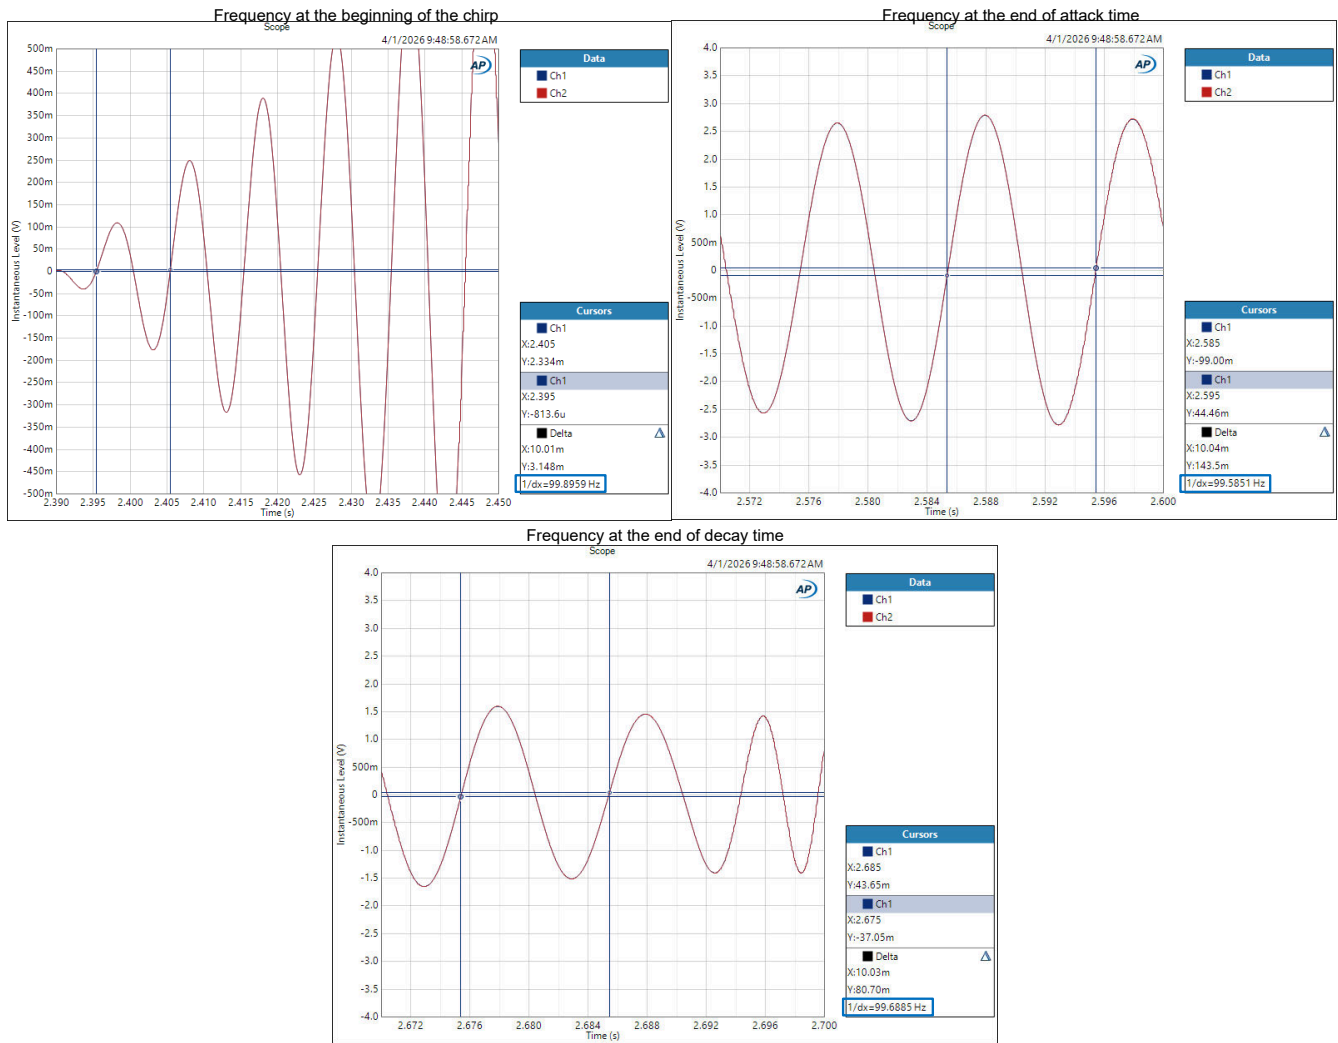 Frequency at the beginning of the chirp
Scope
4/1/2026 9:48:58.672 AM
AP
500m
450m
400m
350m
300m
250m
200m
150m
100m
50m
0
-50m
-100m
-150m
-200m
-250m
-300m
-350m
-400m
-450m
-500m
Instantaneous Level (V)
2.390 2.395 2.400 2.405 2.410 2.415 2.420 2.425 2.430 2.435 2.440 2.445 2.450
Time (s)
Data
Ch1
Ch2
Cursors
Ch1
X:2.405
Y:2.334m
Ch1
X:2.395
Y:-813.6u
Delta
X:10.01m
Y:3.148m
1/dx=99.8959 Hz
Frequency at the end of attack time
Scope
4/1/2026 9:48:58.672 AM
AP
4.0
3.5
3.0
2.5
2.0
1.5
1.0
500m
0
-500m
-1.0
-1.5
-2.0
-2.5
-3.0
-3.5
-4.0
Instantaneous Level (V)
2.572 2.576 2.580 2.584 2.588 2.592 2.596 2.600
Time (s)
Data
Ch1
Ch2
Cursors
Ch1
X:2.585
Y:-99.00m
Ch1
X:2.595
Y:44.46m
Delta
X:10.04m
Y:143.5m
1/dx=99.5851 Hz
Frequency at the end of decay time
Scope
4/1/2026 9:48:58.672 AM
AP
4.0
3.5
3.0
2.5
2.0
1.5
1.0
500m
0
-500m
-1.0
-1.5
-2.0
-2.5
-3.0
-3.5
-4.0
Instantaneous Level (V)
2.672 2.676 2.680 2.684 2.688 2.692 2.696 2.700
Time (s)
Data
Ch1
Ch2
Cursors
Ch1
X:2.685
Y:43.65m
Ch1
X:2.675
Y:-37.05m
Delta
X:10.03m
Y:80.70m
1/dx=99.6885 Hz